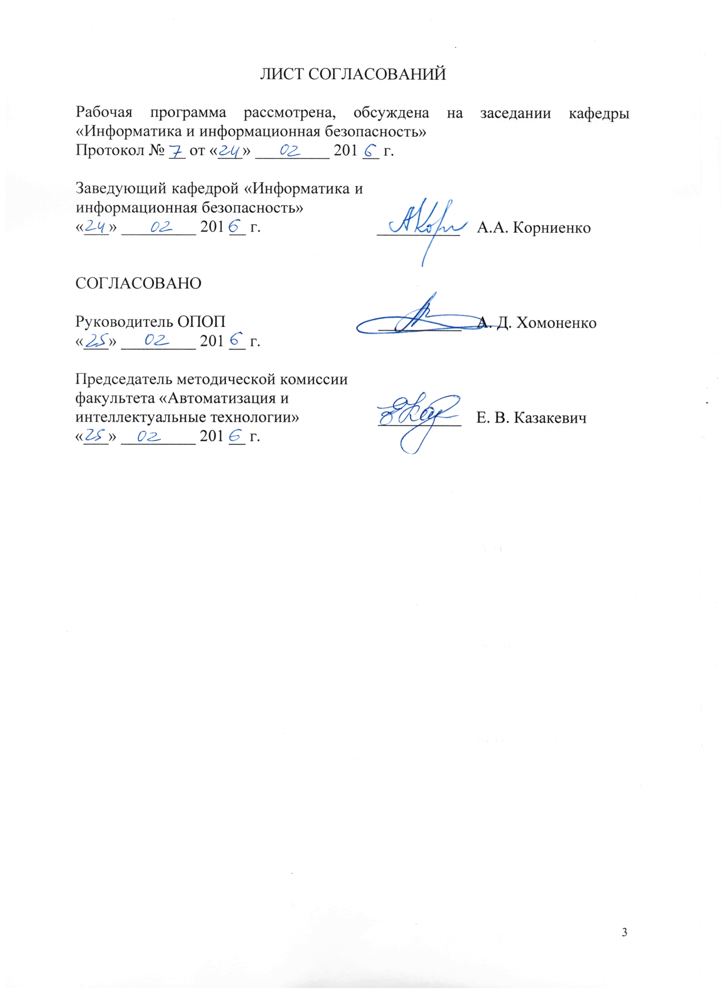 ЛИСТ СОГЛАСОВАНИЙ
Рабочая программа рассмотрена, обсуждена на заседании кафедры
«Информатика и информационная безопасность»
Протокол № 7 от «24» 02 2016 г.
Заведующий кафедрой «Информатика и
информационная безопасность»
«24» 02 2016 г. А.А. Корниенко
СОГЛАСОВАНО
Руководитель ОПОП А. Д. Хомоненко
«25» 02 2016 г.
Председатель методической комиссии
факультета «Автоматизация и
интеллектуальные технологии» Е. В. Казакевич
«25» 02 2016 г.
3